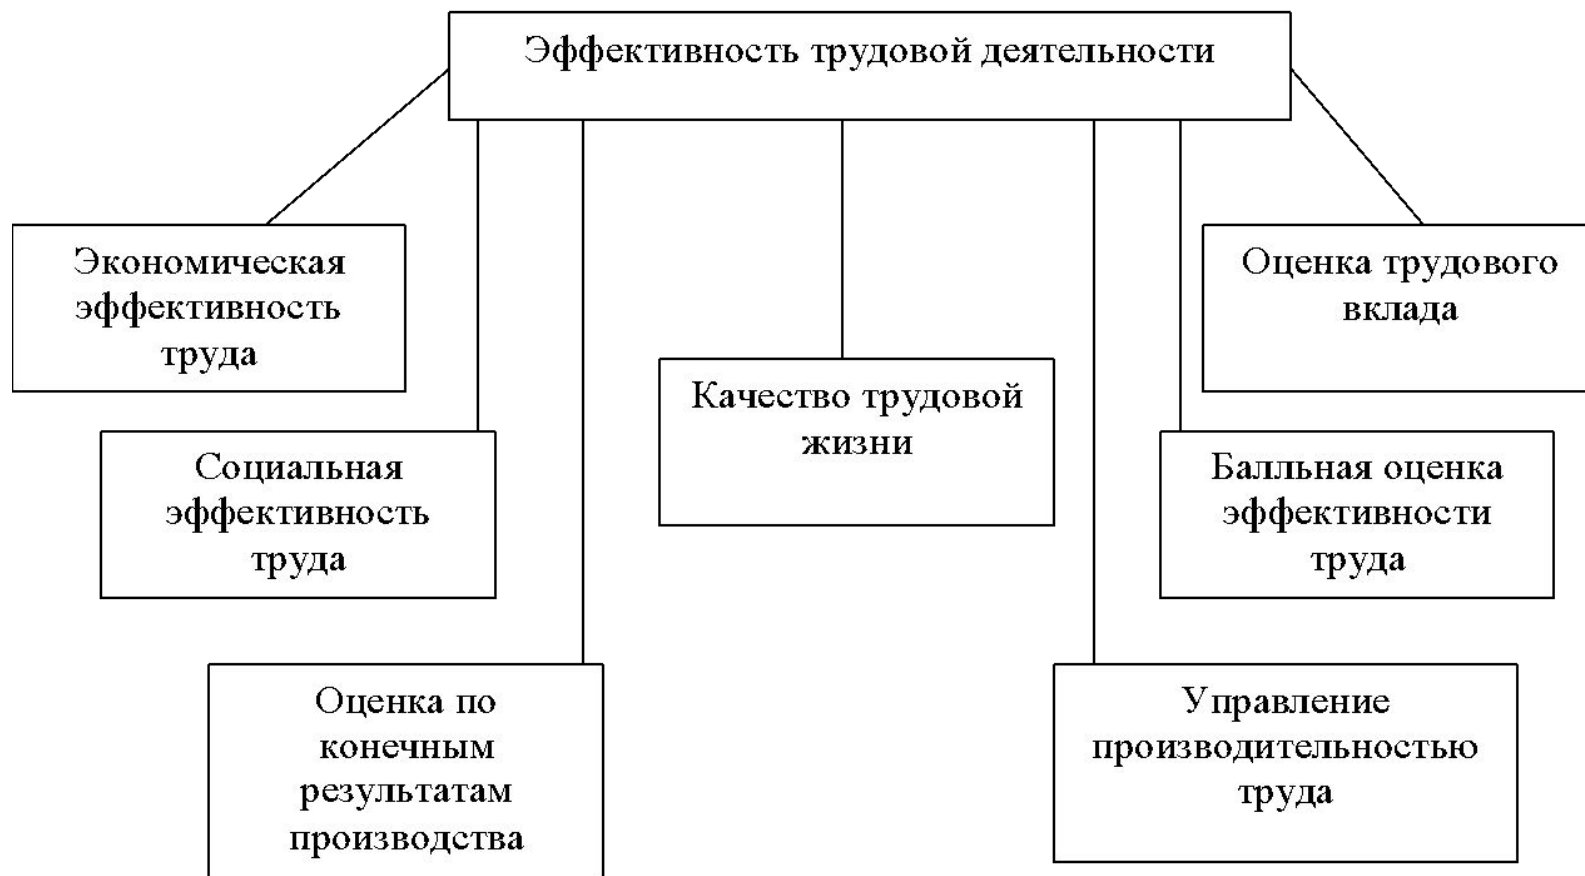 Эффективность трудовой деятельности
Экономическая
эффективность
труда
Оценка трудового
вклада
Качество трудовой
жизни
Социальная
эффективность
труда
Балльная оценка
эффективности
труда
Оценка по
конечным
результатам
производства
Управление
производительностью
труда